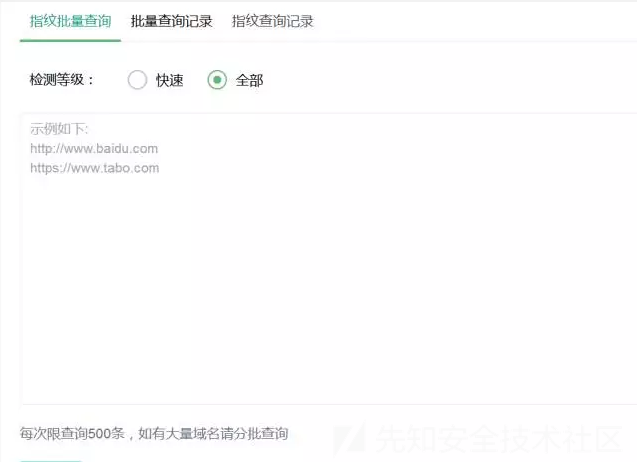 指纹批量查询 批量查询记录 指纹查询记录
检测等级： 快速 全部
示例如下:
http://www.baidu.com
https://www.tabo.com
每次限查询500条，如有大量域名请分批查询
先知安全技术社区